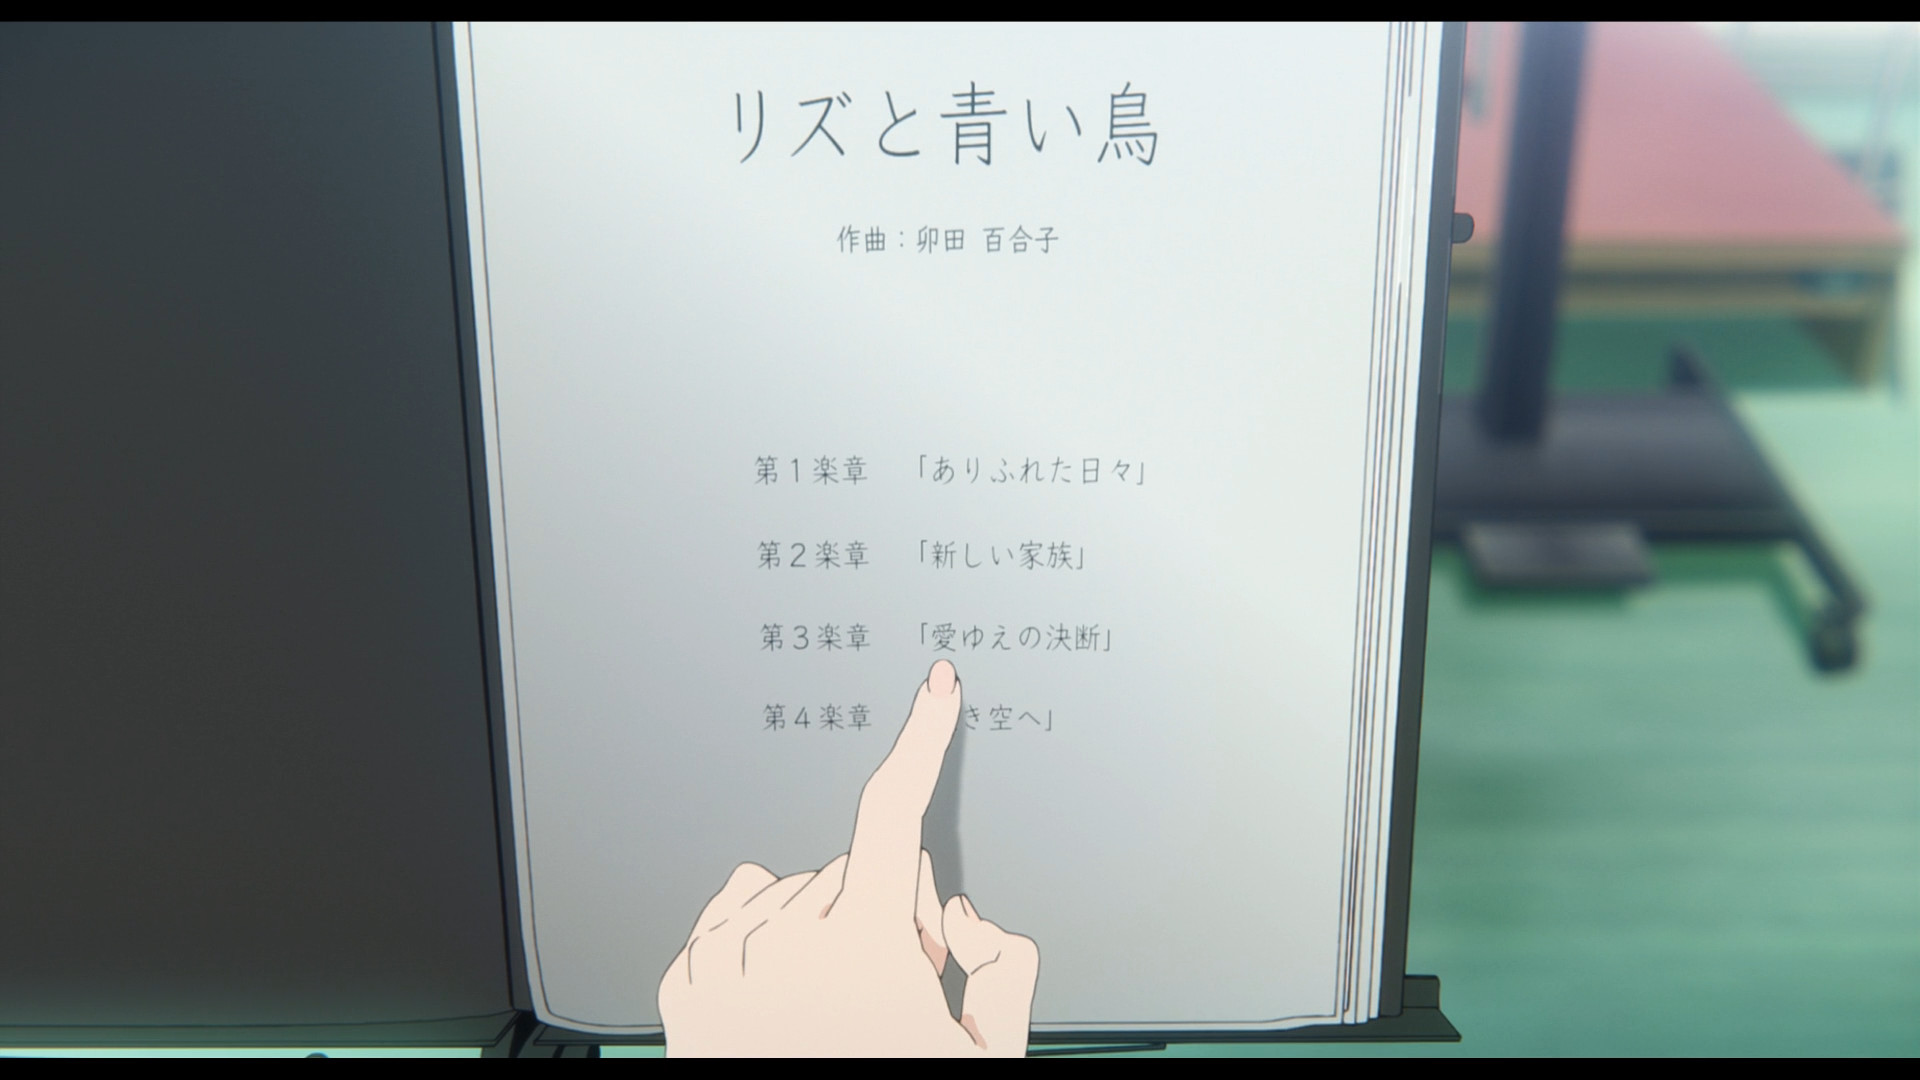 リズと青い鳥
作曲：卯田 百合子
第１楽章 「ありふれた日々」
第２楽章 「新しい家族」
第３楽章 「愛ゆえの決断」
第４楽章 き空へ」